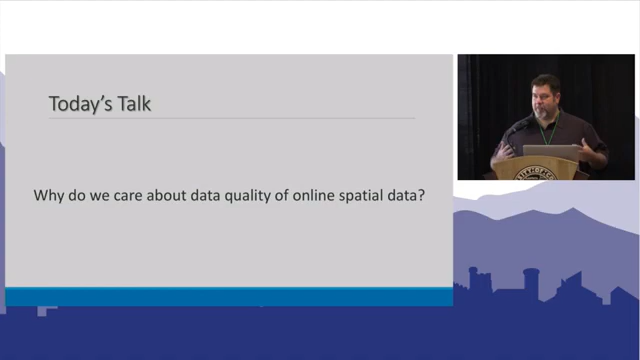 Today's Talk
Why do we care about data quality of online spatial data?